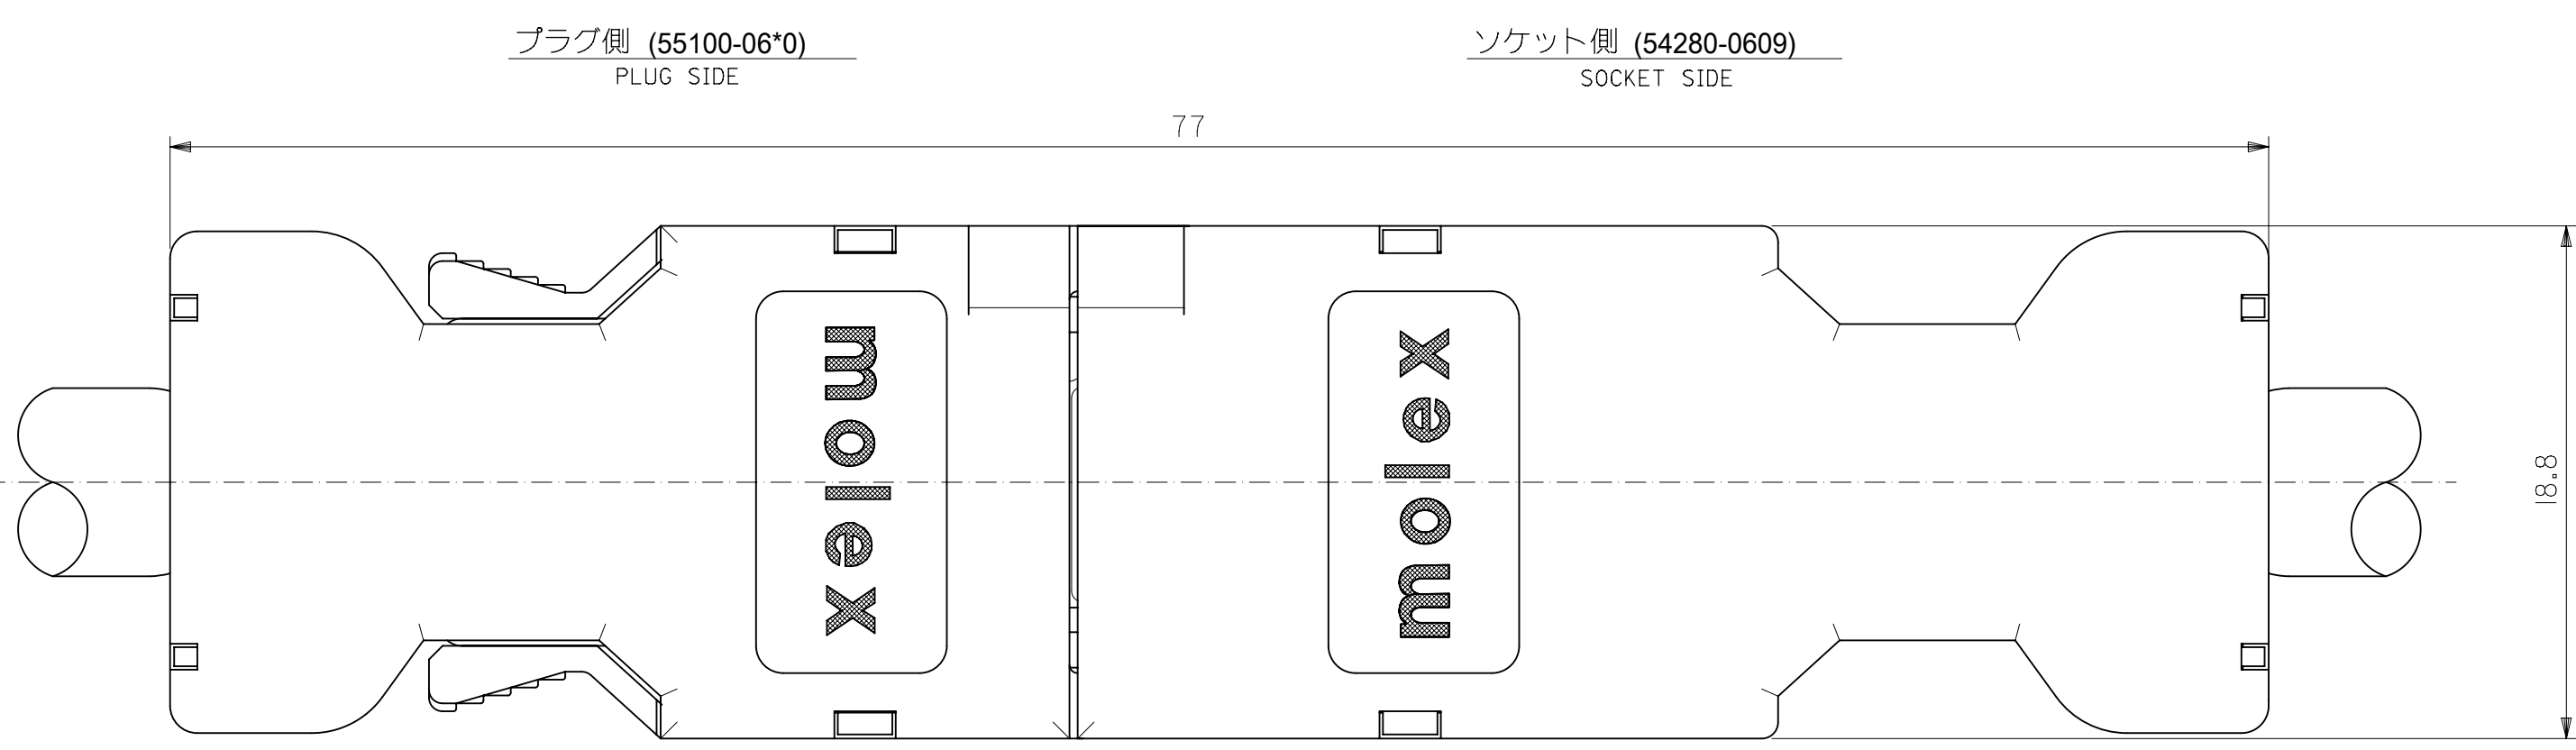 プラグ側 (55100-06*0)
PLUG SIDE
ソケット側 (54280-0609)
SOCKET SIDE
77
18.8
molex
molex